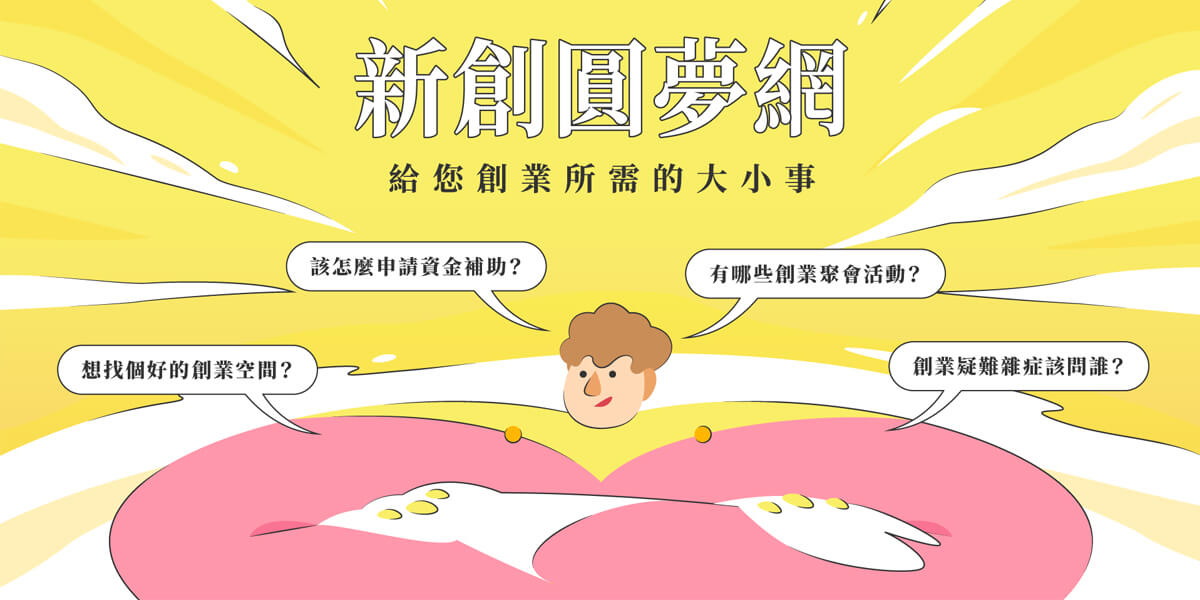 新創圓夢網
給您創業所需的大小事
該怎麼申請資金補助？
有哪些創業聚會活動？
想找個好的創業空間？
創業疑難雜症該問誰？